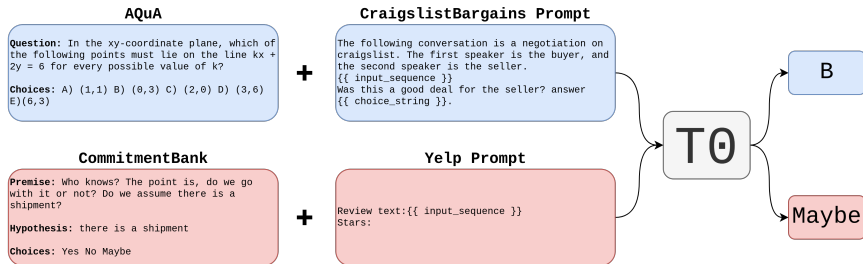 AQuA
Question: In the xy-coordinate plane, which of
the following points must lie on the line kx +
2y = 6 for every possible value of k?
Choices: A) (1,1) B) (0,3) C) (2,0) D) (3,6)
E)(6,3)
+
CraigslistBargains Prompt
The following conversation is a negotiation on
craigslist. The first speaker is the buyer, and
the second speaker is the seller.
{{ input_sequence }}
Was this a good deal for the seller? answer
{{ choice_string }}.
CommitmentBank
Premise: Who knows? The point is, do we go
with it or not? Do we assume there is a
shipment?
Hypothesis: there is a shipment
Choices: Yes No Maybe
+
Yelp Prompt
Review text:{{ input_sequence }}
Stars:
T0
B
Maybe